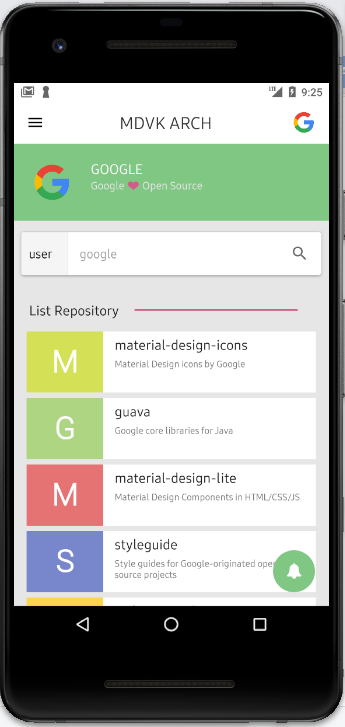 LTE 9:25
MDVK ARCH
GOOGLE
Google ❤ Open Source
user google
List Repository
M material-design-icons
Material Design icons by Google
G guava
Google core libraries for Java
M material-design-lite
Material Design Components in HTML/CSS/JS
S styleguide
Style guides for Google-originated ope
source projects